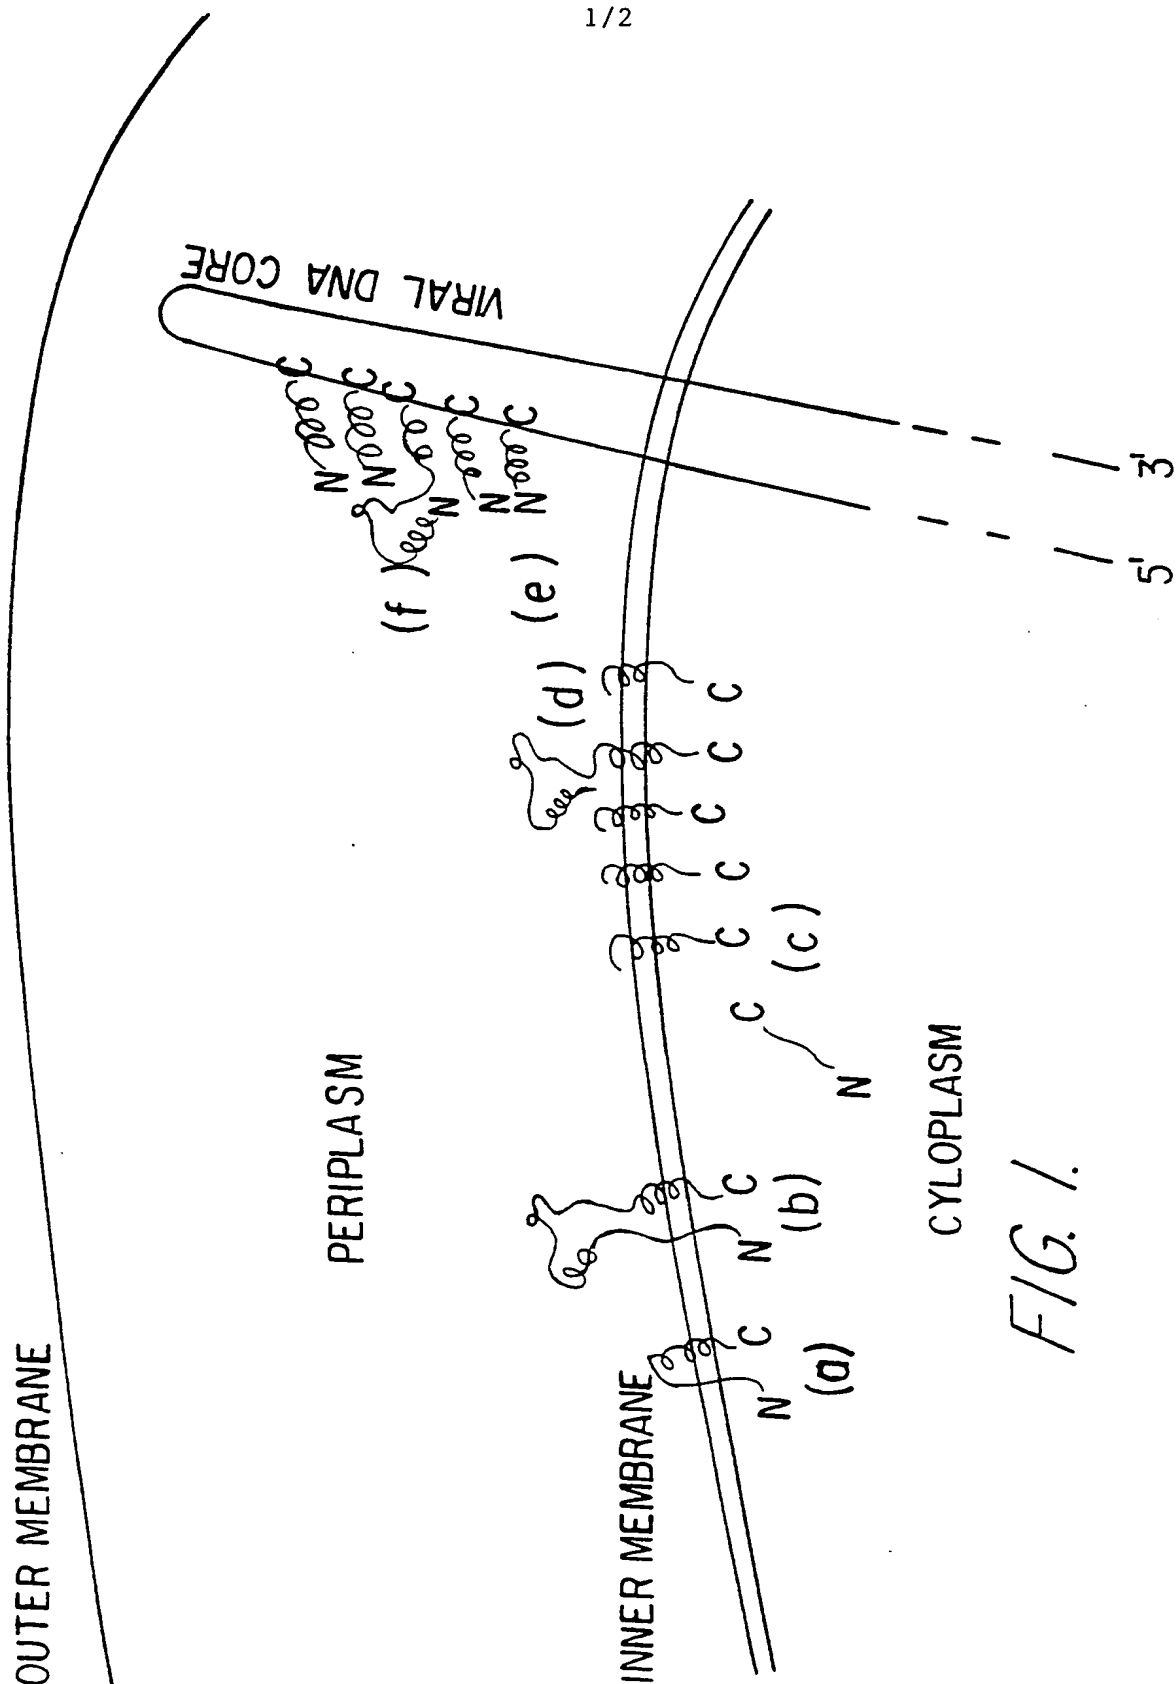 1/2
OUTER MEMBRANE
PERIPLASM
VIRAL DNA CORE
C
C
C
C
C
N
N
N
N
N
(f)
(e)
(d)
INNER MEMBRANE
N
C
(a)
N
C
(b)
N
C
C
C
C
C
C
(c)
5'
3'
CYLOPLASM
FIG. 1.